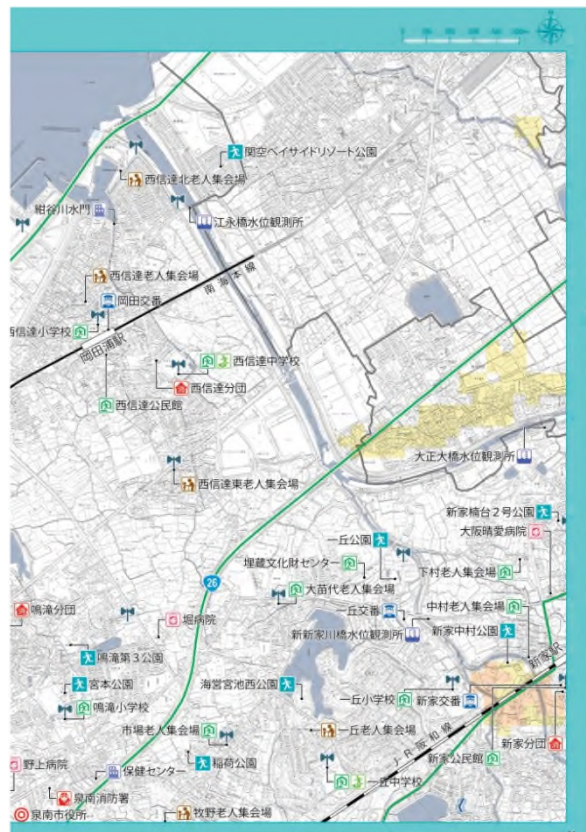 関空ベイサイドリゾート公園
西信達北老人集会場
紺谷川水門
江永橋水位観測所
西信達老人集会場
南海本線
岡田交番
西信達小学校
岡田浦駅
西信達中学校
西信達分団
西信達公民館
大正大橋水位観測所
西信達東老人集会場
新家楠台2号公園
大阪晴愛病院
一丘公園
埋蔵文化財センター
下村老人集会場
26
大苗代老人集会場
一丘交番
中村老人集会場
鳴滝分団
堀病院
新新家川橋水位観測所
新家中村公園
鳴滝第3公園
新家駅
宮本公園
海営宮池西公園
一丘小学校
新家交番
鳴滝小学校
市場老人集会場
一丘老人集会場
JR阪和線
新家分団
新家公民館
野上病院
保健センター
稲荷公園
一丘中学校
泉南消防署
泉南市役所
牧野老人集会場